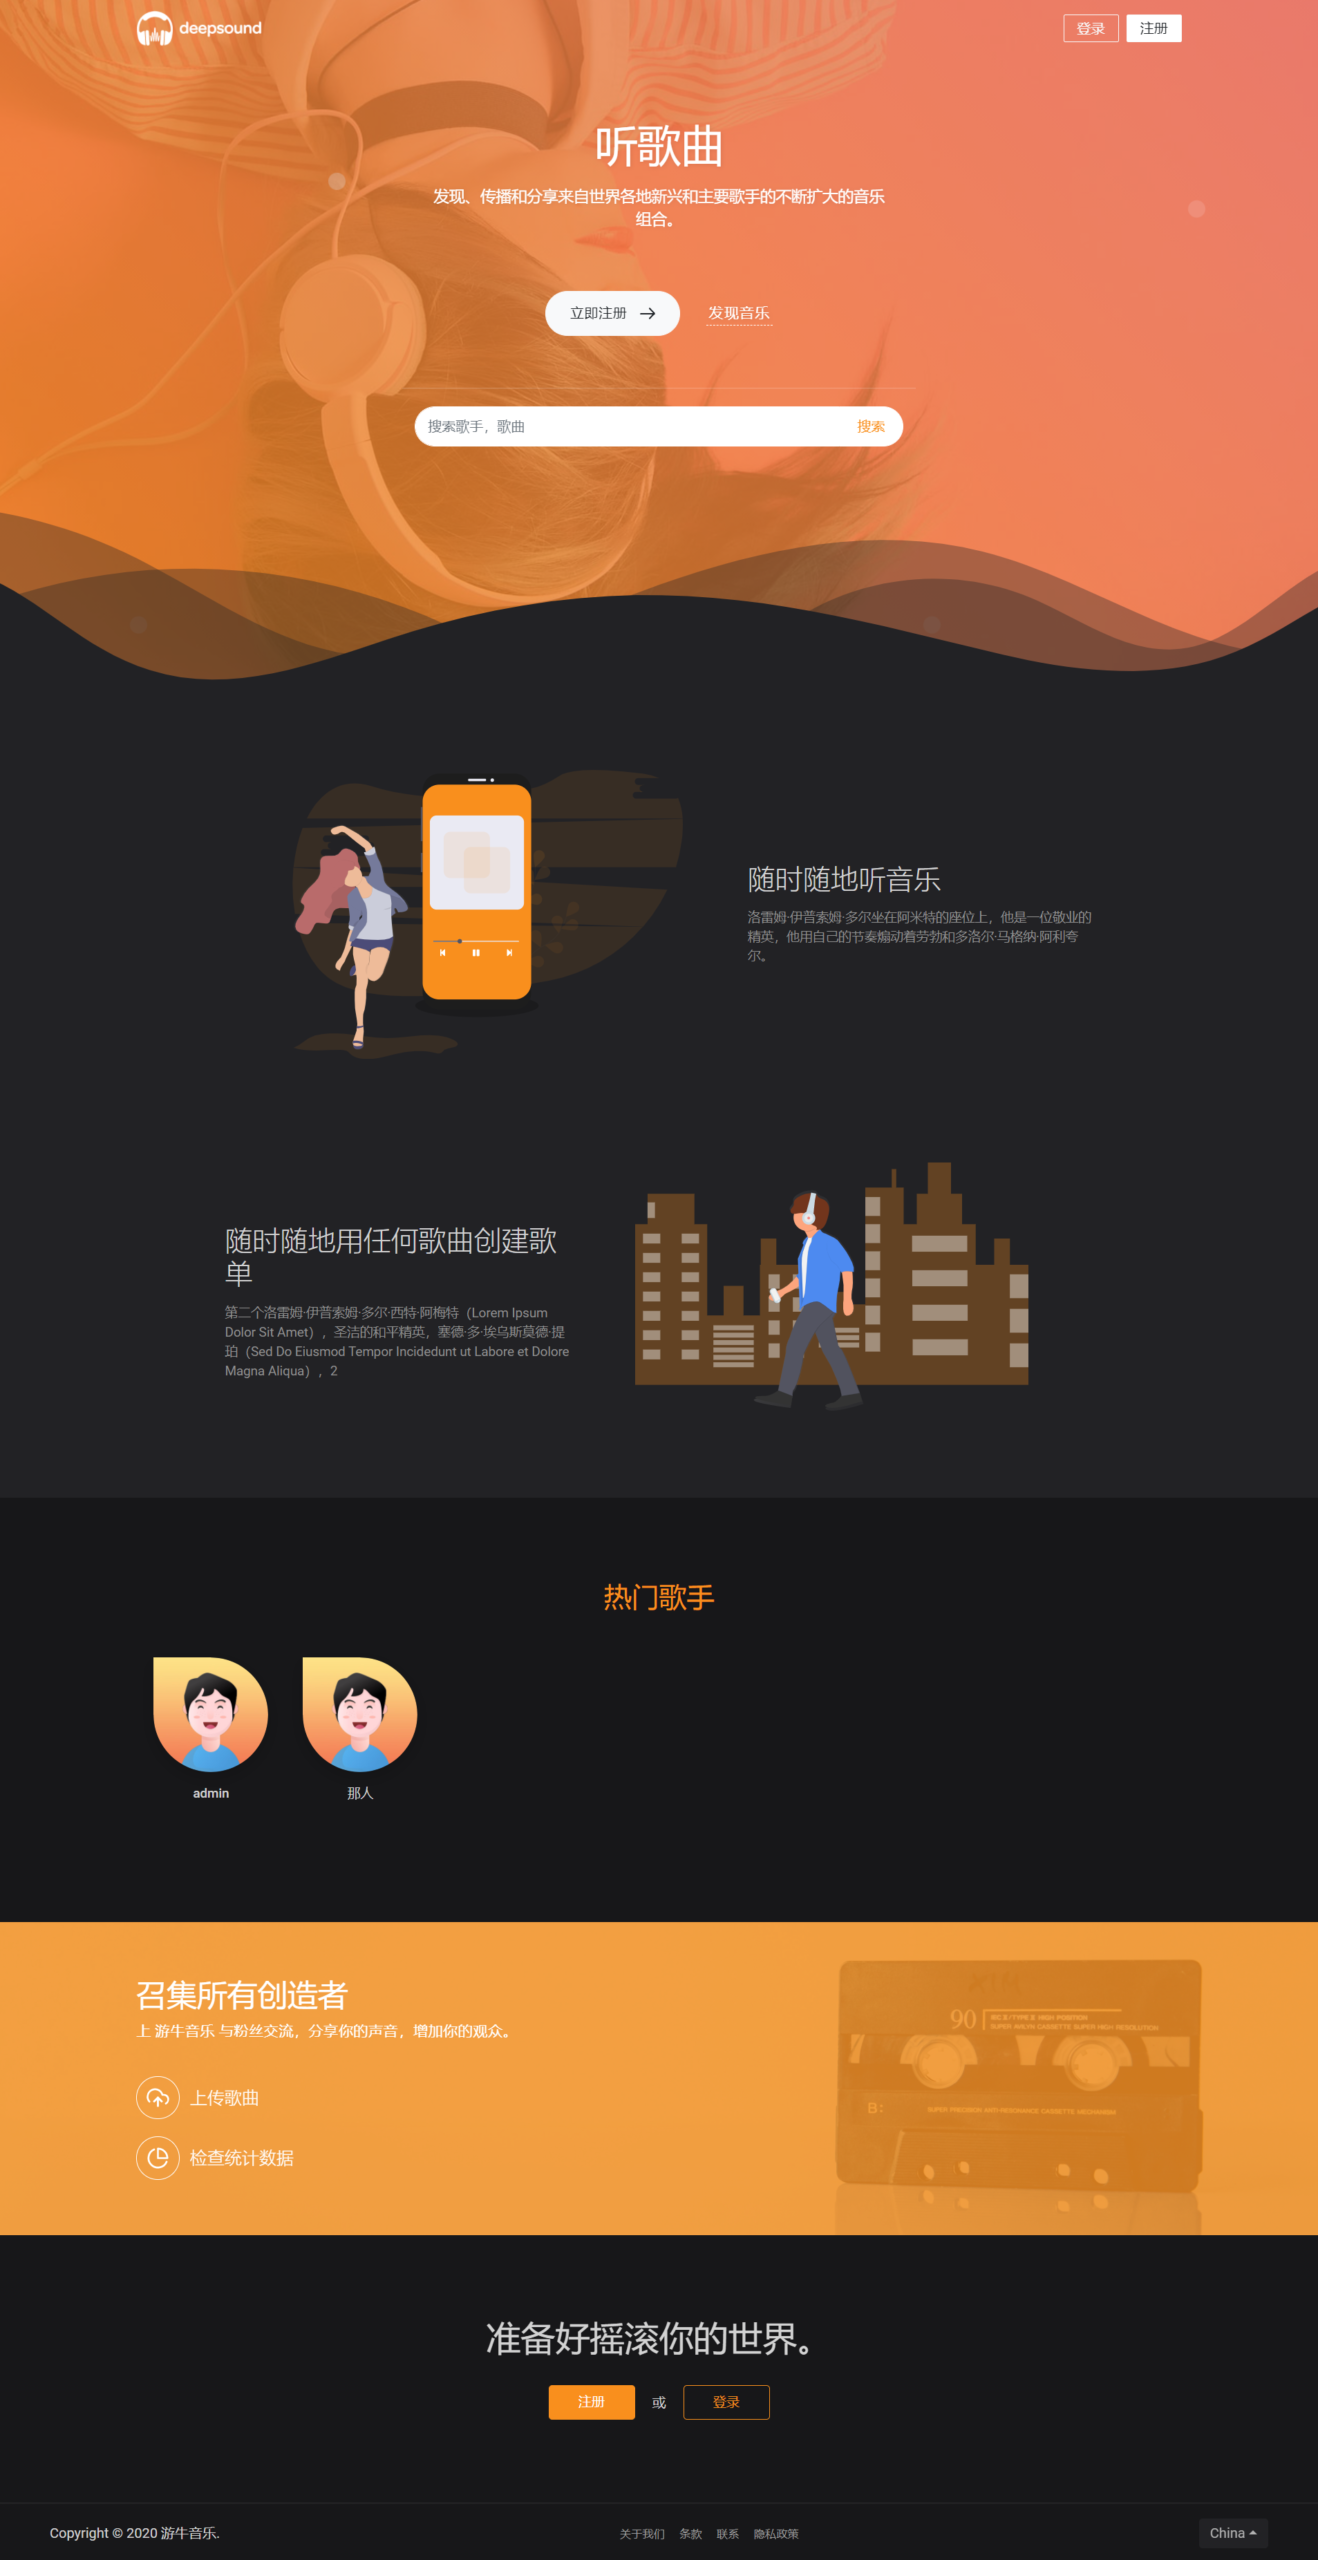 deepsound
登录
注册
听歌曲
发现、传播和分享来自世界各地新兴和主要歌手的不断扩大的音乐
组合。
立即注册
发现音乐
搜索歌手，歌曲
搜索
随时随地听音乐
洛雷姆·伊普索姆·多尔坐在阿米特的座位上，他是一位敬业的
精英，他用自己的节奏煽动着劳勃和多洛尔·马格纳·阿利夸
尔。
随时随地用任何歌曲创建歌
单
第二个洛雷姆·伊普索姆·多尔·西特·阿梅特（Lorem Ipsum
Dolor Sit Amet），圣洁的和平精英，塞德·多·埃乌斯莫德·提
珀（Sed Do Eiusmod Tempor Incidedunt ut Labore et Dolore
Magna Aliqua），2
热门歌手
admin
那人
召集所有创造者
上 游牛音乐 与粉丝交流，分享你的声音，增加你的观众。
上传歌曲
检查统计数据
90
SUPER PRECISION ANTI-RESONANCE CASSETTE MECHANISM
B:
准备好摇滚你的世界。
注册
或
登录
Copyright © 2020 游牛音乐.
关于我们
条款
联系
隐私政策
China